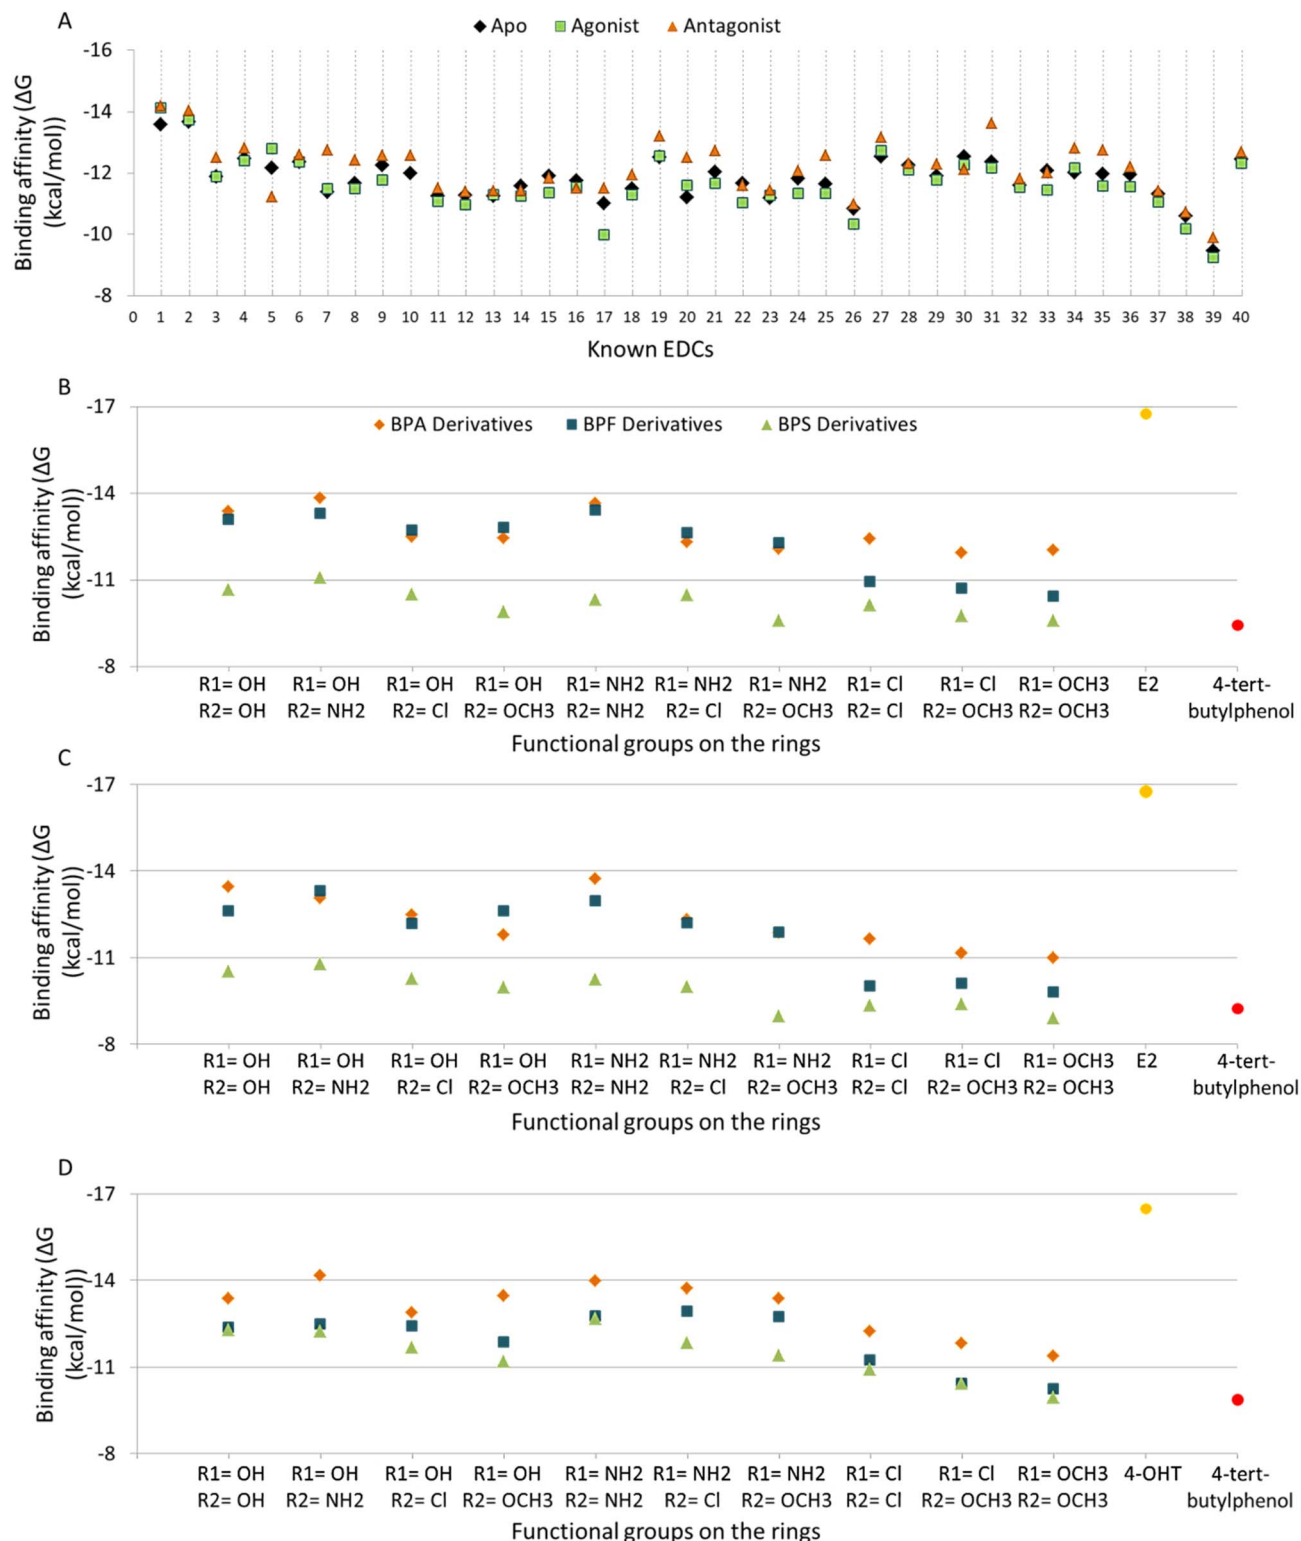 A
Apo Agonist Antagonist
Binding affinity (ΔG
(kcal/mol))
-16
-14
-12
-10
-8
0 1 2 3 4 5 6 7 8 9 10 11 12 13 14 15 16 17 18 19 20 21 22 23 24 25 26 27 28 29 30 31 32 33 34 35 36 37 38 39 40
Known EDCs
B
BPA Derivatives BPF Derivatives BPS Derivatives
Binding affinity (ΔG
(kcal/mol))
-17
-14
-11
-8
R1= OH R1= OH R1= OH R1= OH R1= NH2 R1= NH2 R1= NH2 R1= Cl R1= Cl R1= OCH3 E2 4-tert-
R2= OH R2= NH2 R2= Cl R2= OCH3 R2= NH2 R2= Cl R2= OCH3 R2= Cl R2= OCH3 R2= OCH3 butylphenol
Functional groups on the rings
C
Binding affinity (ΔG
(kcal/mol))
-17
-14
-11
-8
R1= OH R1= OH R1= OH R1= OH R1= NH2 R1= NH2 R1= NH2 R1= Cl R1= Cl R1= OCH3 E2 4-tert-
R2= OH R2= NH2 R2= Cl R2= OCH3 R2= NH2 R2= Cl R2= OCH3 R2= Cl R2= OCH3 R2= OCH3 butylphenol
Functional groups on the rings
D
Binding affinity (ΔG
(kcal/mol))
-17
-14
-11
-8
R1= OH R1= OH R1= OH R1= OH R1= NH2 R1= NH2 R1= NH2 R1= Cl R1= Cl R1= OCH3 4-OHT 4-tert-
R2= OH R2= NH2 R2= Cl R2= OCH3 R2= NH2 R2= Cl R2= OCH3 R2= Cl R2= OCH3 R2= OCH3 butylphenol
Functional groups on the rings